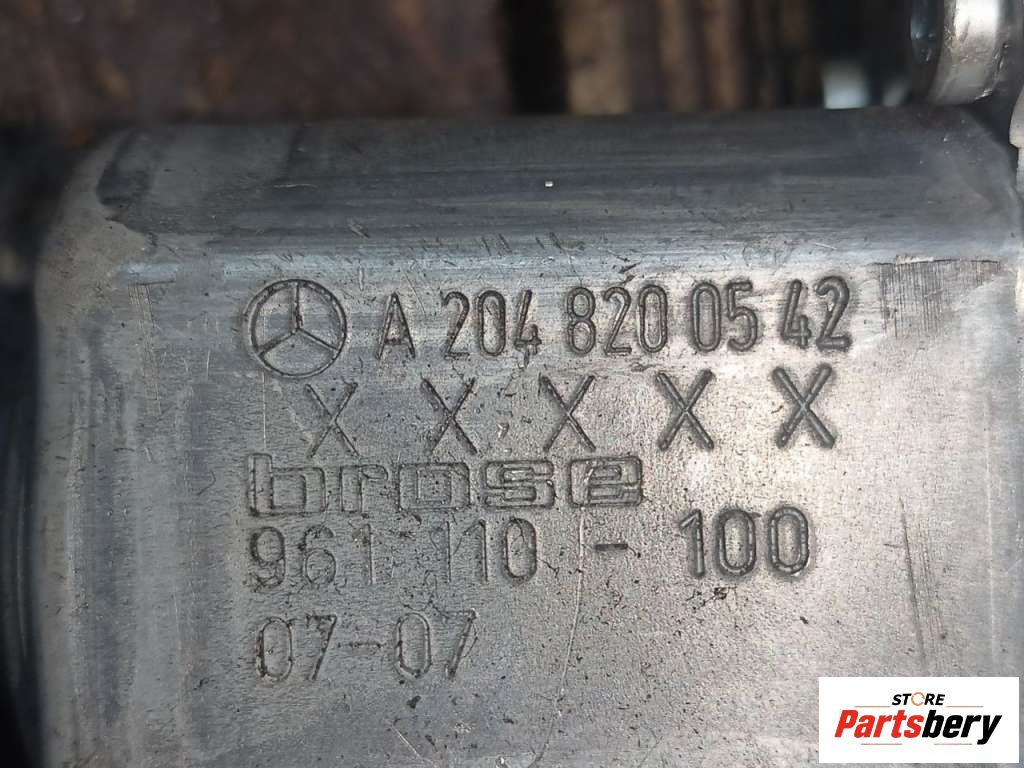 A 204 820 05 42
X X X X X
brose
961 110 - 100
07-07
STORE
Partsbery